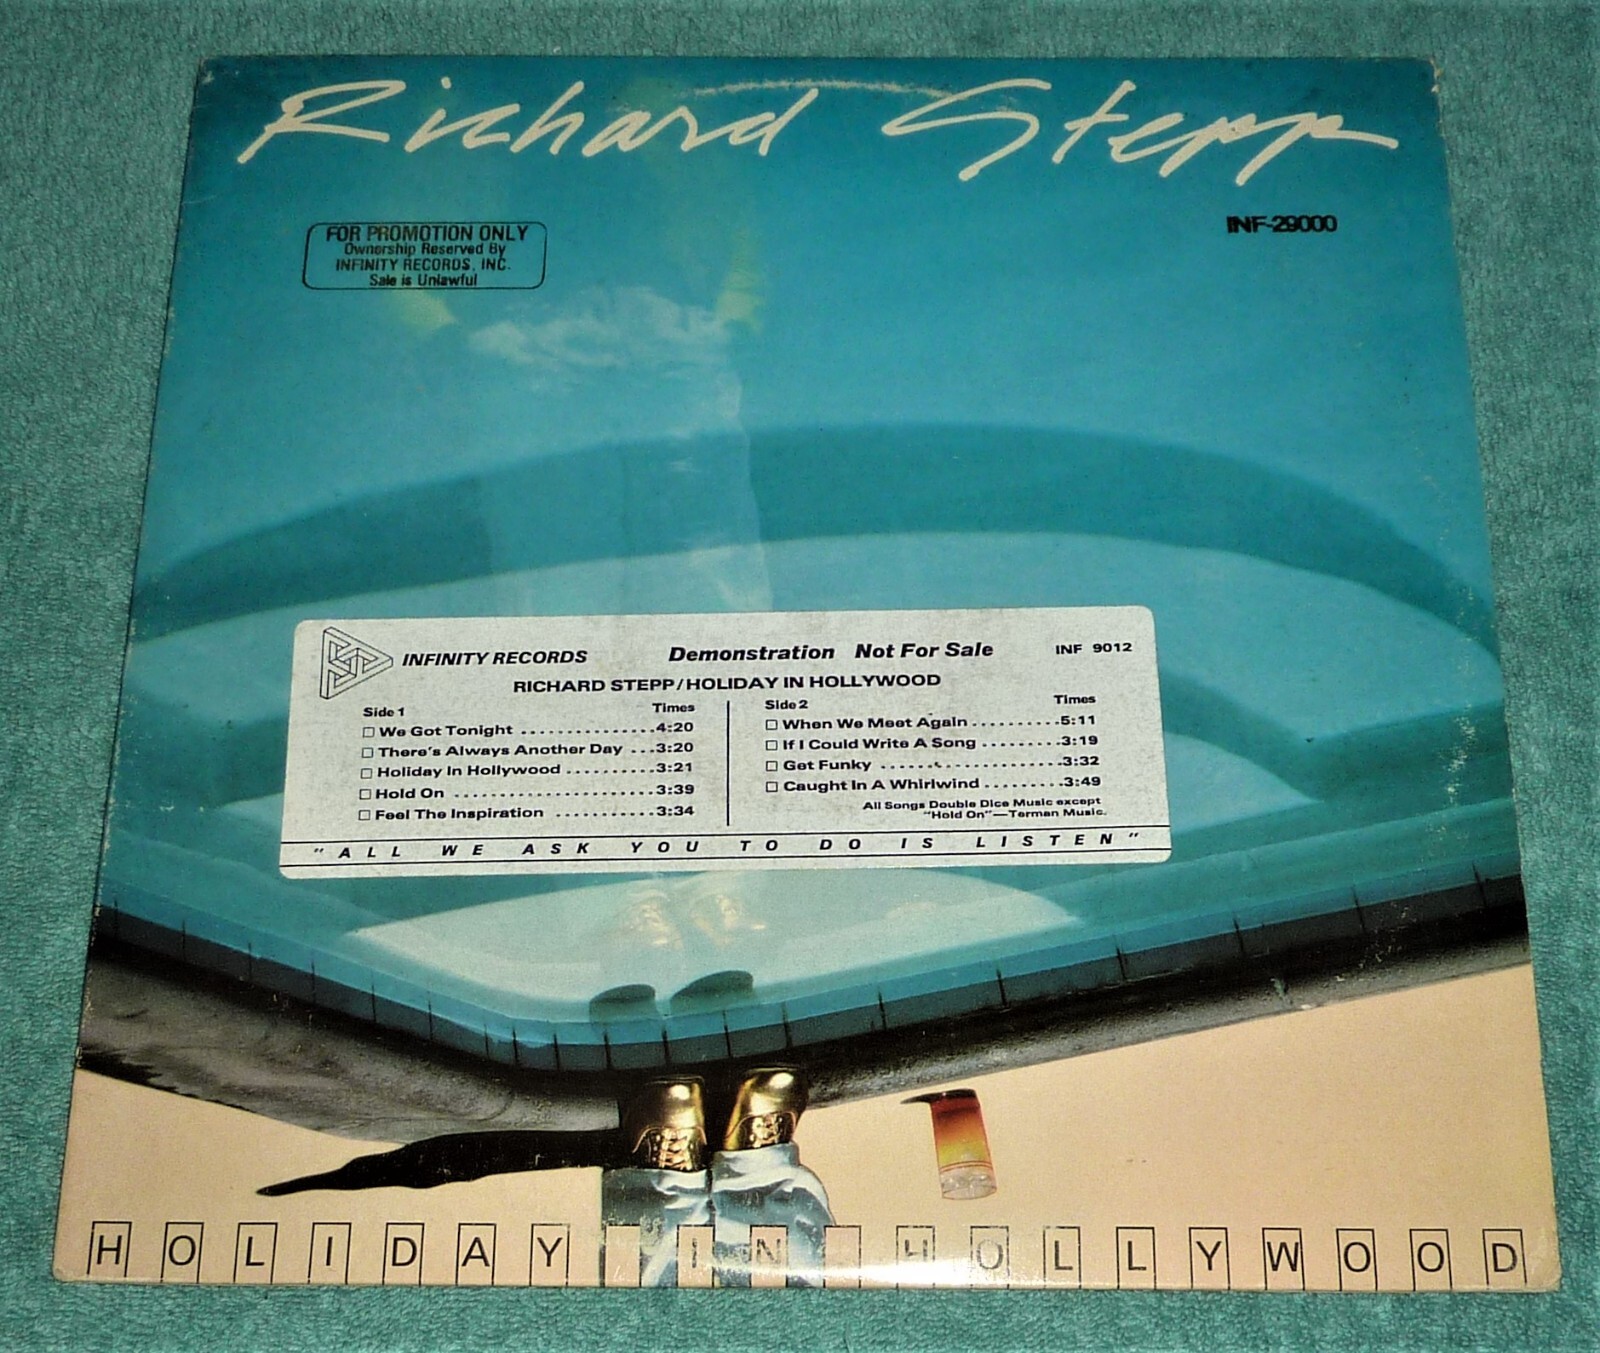 Richard Stepp
INF-29000
FOR PROMOTION ONLY
Ownership Reserved By
INFINITY RECORDS, INC.
Sale is Unlawful
INFINITY RECORDS Demonstration Not For Sale INF 9012
RICHARD STEPP/HOLIDAY IN HOLLYWOOD
Side 1 Times
We Got Tonight ..............4:20
There's Always Another Day ...3:20
Holiday In Hollywood ..........3:21
Hold On .......................3:39
Feel The Inspiration ...........3:34
Side 2 Times
When We Meet Again ..........5:11
If I Could Write A Song .........3:19
Get Funky .....................3:32
Caught In A Whirlwind .........3:49
All Songs Double Dice Music except
"Hold On"—Terman Music.
"ALL WE ASK YOU TO DO IS LISTEN"
HOLIDAY IN HOLLYWOOD